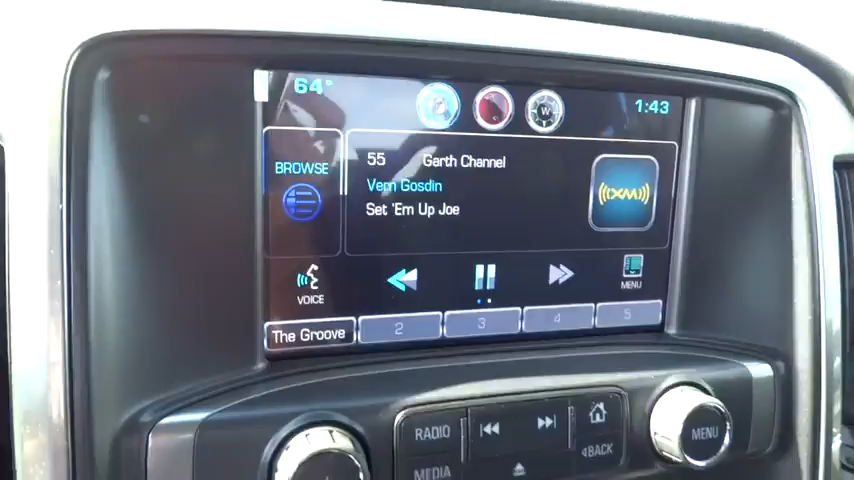 64°
W
1:43
BROWSE
55 Garth Channel
Vern Gosdin
Set 'Em Up Joe
((XM))
VOICE
MENU
The Groove 2 3 4 5
RADIO
MEDIA
BACK
MENU